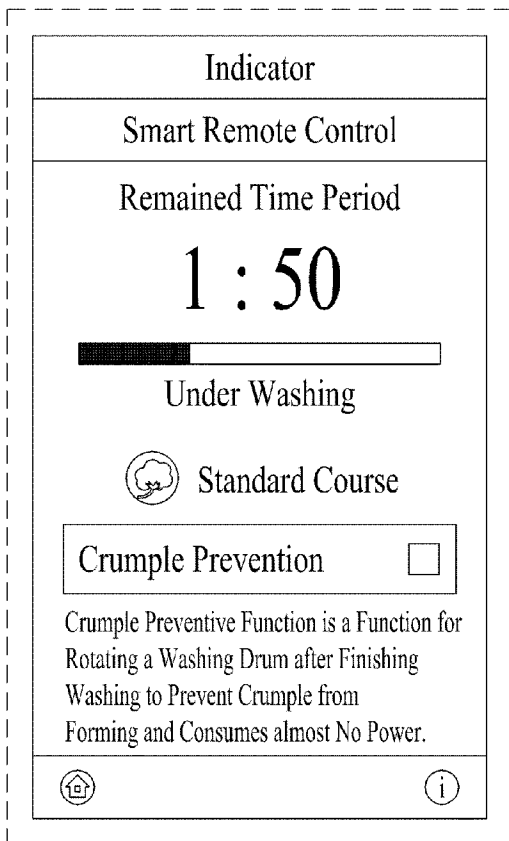 Indicator
Smart Remote Control
Remained Time Period
1 : 50
Under Washing
Standard Course
Crumple Prevention
Crumple Preventive Function is a Function for
Rotating a Washing Drum after Finishing
Washing to Prevent Crumple from
Forming and Consumes almost No Power.
i